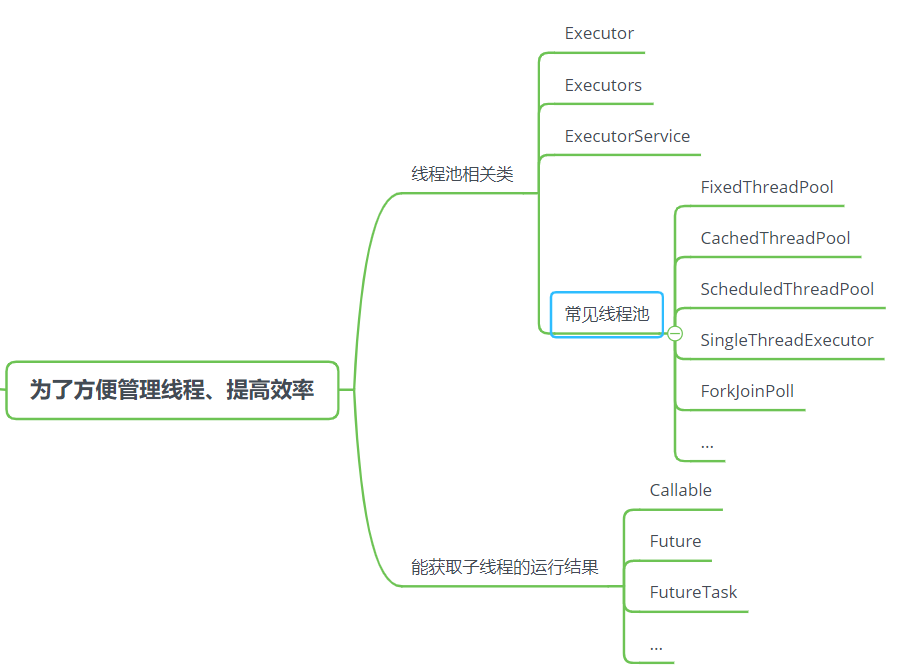 Executor
Executors
ExecutorService
线程池相关类
FixedThreadPool
CachedThreadPool
ScheduledThreadPool
常见线程池
SingleThreadExecutor
ForkJoinPoll
...
为了方便管理线程、提高效率
Callable
Future
能获取子线程的运行结果
FutureTask
...